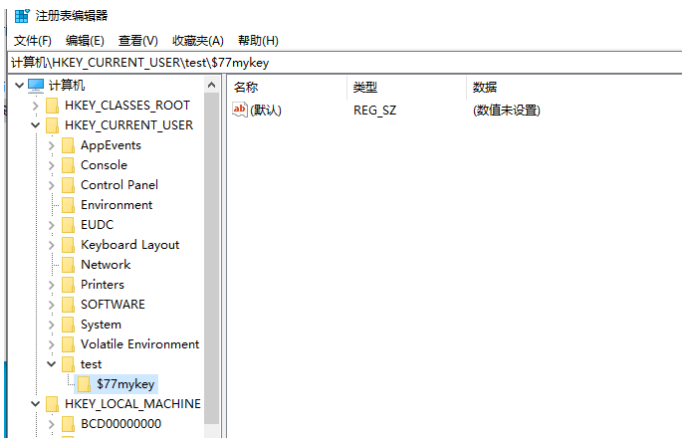 注册表编辑器
文件(F) 编辑(E) 查看(V) 收藏夹(A) 帮助(H)
计算机\HKEY_CURRENT_USER\test\$77mykey
计算机
HKEY_CLASSES_ROOT
HKEY_CURRENT_USER
AppEvents
Console
Control Panel
Environment
EUDC
Keyboard Layout
Network
Printers
SOFTWARE
System
Volatile Environment
test
$77mykey
HKEY_LOCAL_MACHINE
BCD00000000
名称 类型 数据
ab (默认) REG_SZ (数值未设置)